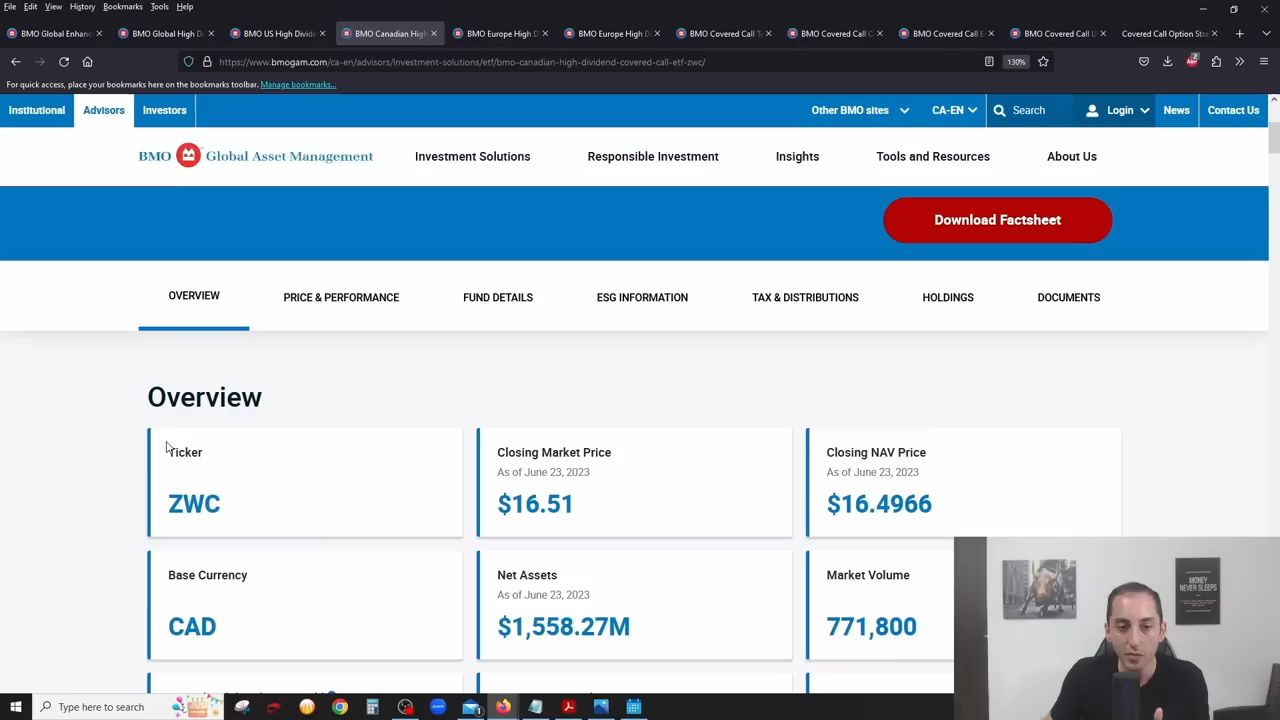 File Edit View History Bookmarks Tools Help
BMO Global Enhanc
BMO Global High Di
BMO US High Divide
BMO Canadian High
BMO Europe High D
BMO Europe High Di
BMO Covered Call Te
BMO Covered Call C
BMO Covered Call E
BMO Covered Call U
Covered Call Option Stra
https://www.bmogam.com/ca-en/advisors/investment-solutions/etf/bmo-canadian-high-dividend-covered-call-etf-zwc/
130%
2
For quick access, place your bookmarks here on the bookmarks toolbar. Manage bookmarks...
Institutional Advisors Investors Other BMO sites CA-EN Search Login News Contact Us
BMO Global Asset Management Investment Solutions Responsible Investment Insights Tools and Resources About Us
Download Factsheet
OVERVIEW PRICE & PERFORMANCE FUND DETAILS ESG INFORMATION TAX & DISTRIBUTIONS HOLDINGS DOCUMENTS
Overview
Ticker
ZWC
Closing Market Price
As of June 23, 2023
$16.51
Closing NAV Price
As of June 23, 2023
$16.4966
Base Currency
CAD
Net Assets
As of June 23, 2023
$1,558.27M
Market Volume
771,800
MONEY
NEVER SLEEPS
Type here to search